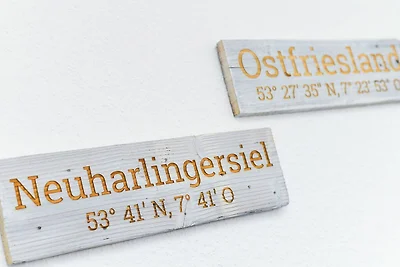 Ostfriesland
53° 27' 35" N, 7° 23' 53" O
Neuharlingersiel
53° 41' N, 7° 41' O